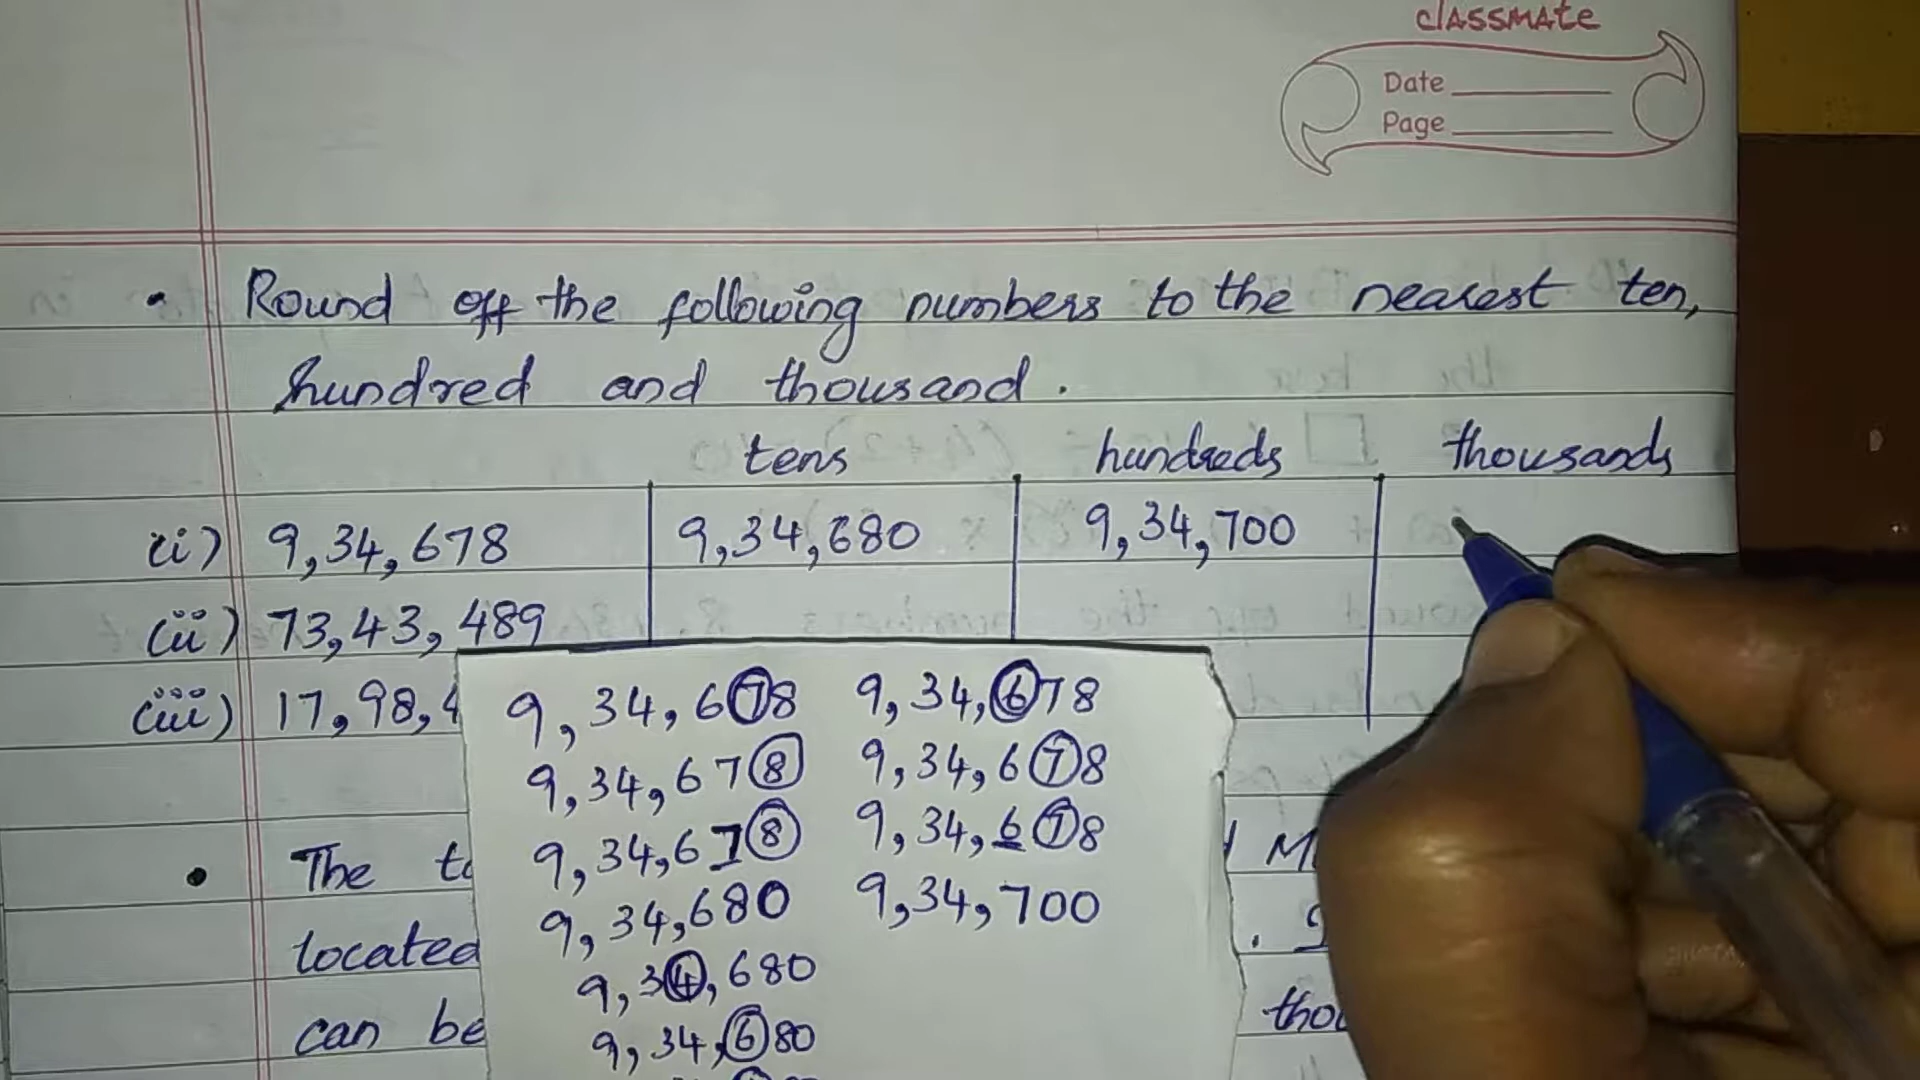 classmate
Date
Page
• Round off the following numbers to the nearest ten,
hundred and thousand.
tens hundreds thousands
(i) 9,34,678 9,34,680 9,34,700
(ii) 73,43,489
(iii) 17,98,4
9,34,678 9,34,678
9,34,678 9,34,678
9,34,678 9,34,678
9,34,680 9,34,700
9,34,680
9,34,680
• The
located
can be